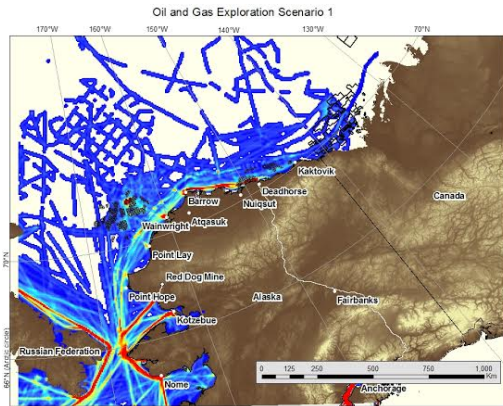 Oil and Gas Exploration Scenario 1
170°W
160°W
150°W
140°W
130°W
120°W
70°N
Kaktovik
Deadhorse
Canada
Barrow
Nuiqsut
Atqasuk
Wainwright
Point Lay
70°N
Red Dog Mine
Point Hope
Alaska
Fairbanks
Kotzebue
Russian Federation
66°N (Arctic circle)
Nome
0 125 250 500 750 1,000
Km
Anchorage